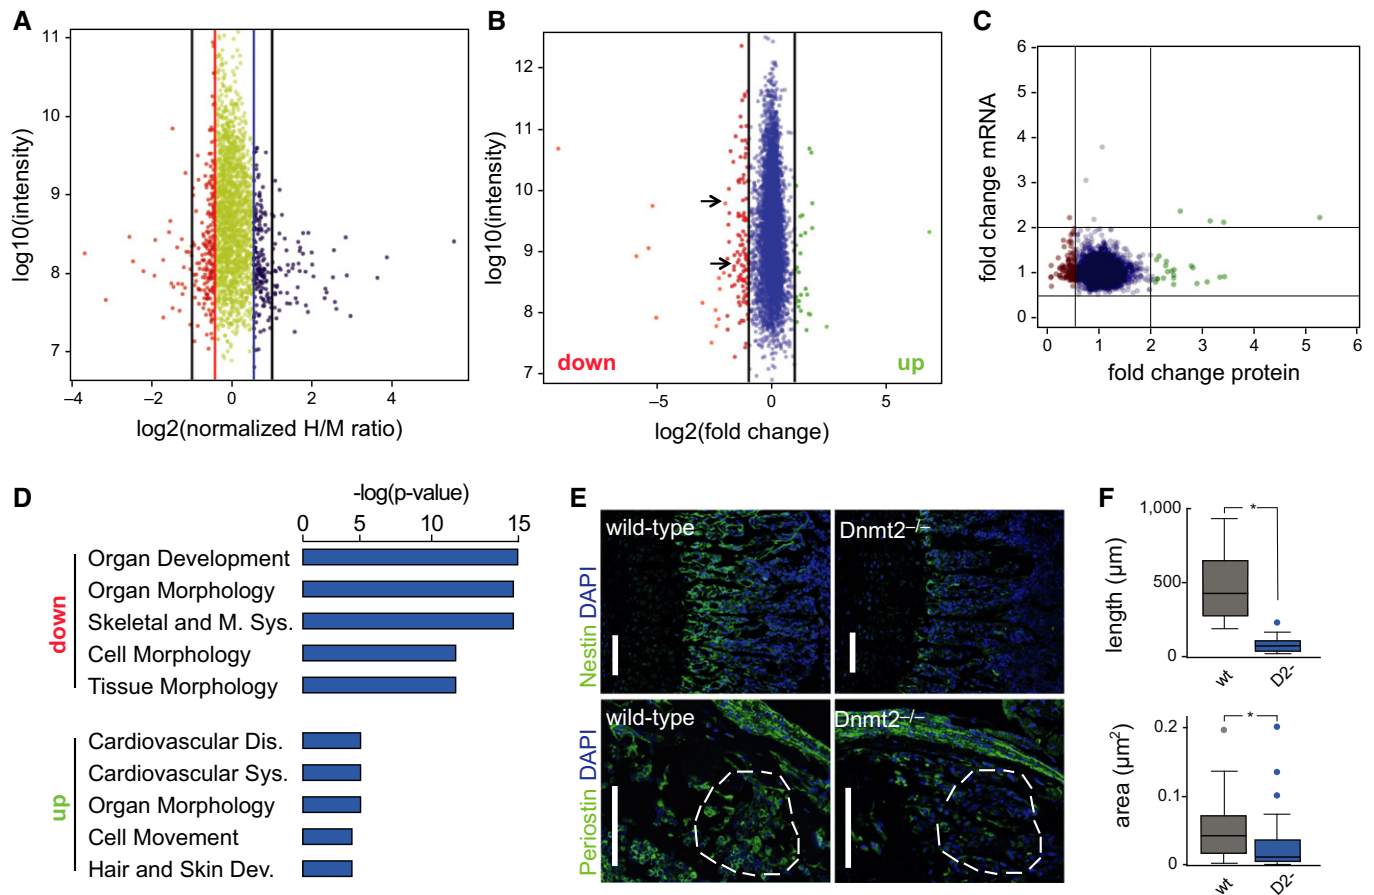 A
11
10
9
8
7
log10(intensity)
−4
−2
0
2
4
log2(normalized H/M ratio)
B
12
11
10
9
8
7
log10(intensity)
down
up
−5
0
5
log2(fold change)
C
6
5
4
3
2
1
0
fold change mRNA
0
1
2
3
4
5
6
fold change protein
D
-log(p-value)
0
5
10
15
down
Organ Development
Organ Morphology
Skeletal and M. Sys.
Cell Morphology
Tissue Morphology
up
Cardiovascular Dis.
Cardiovascular Sys.
Organ Morphology
Cell Movement
Hair and Skin Dev.
E
Nestin DAPI
wild-type
Dnmt2−/−
Periostin DAPI
wild-type
Dnmt2−/−
F
length (µm)
1,000
500
0
*
wt
D2-
area (µm²)
0.2
0.1
0
*
wt
D2-